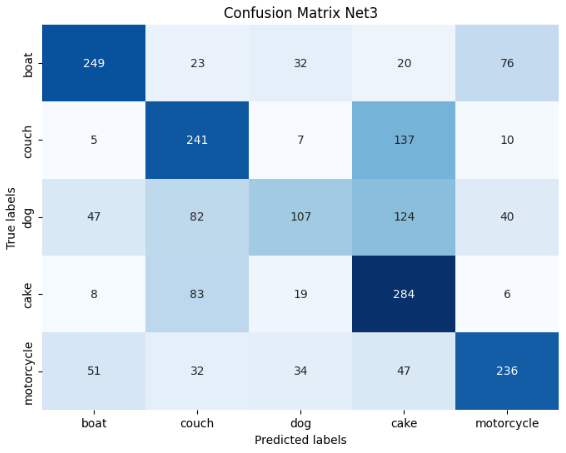 Confusion Matrix Net3
True labels
boat 249 23 32 20 76
couch 5 241 7 137 10
dog 47 82 107 124 40
cake 8 83 19 284 6
motorcycle 51 32 34 47 236
boat couch dog cake motorcycle
Predicted labels